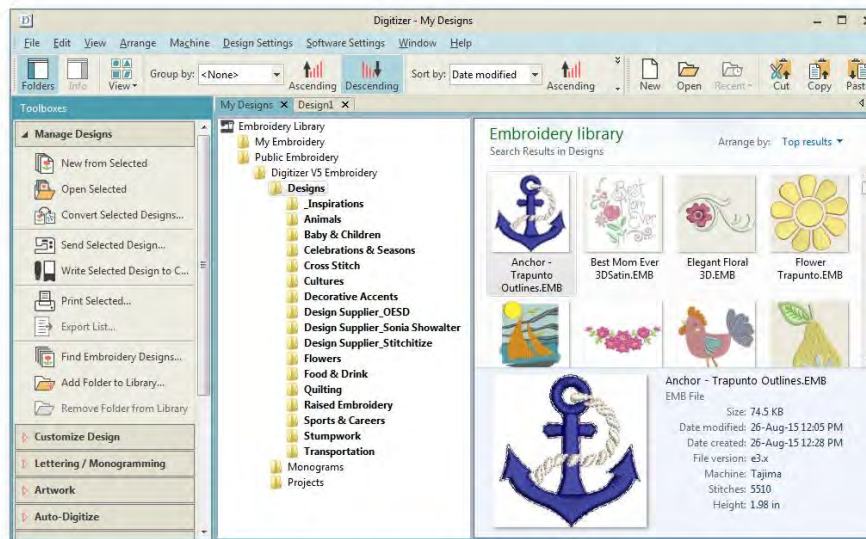 Digitizer - My Designs
File Edit View Arrange Machine Design Settings Software Settings Window Help
Folders Info View Group by: <None> Ascending Descending Sort by: Date modified Ascending New Open Recent Cut Copy Past
Toolboxes
My Designs X Design1 X
Manage Designs
New from Selected
Open Selected
Convert Selected Designs...
Send Selected Design...
Write Selected Design to C...
Print Selected...
Export List...
Find Embroidery Designs...
Add Folder to Library...
Remove Folder from Library
Customize Design
Lettering / Monogramming
Artwork
Auto-Digitize
Embroidery Library
My Embroidery
Public Embroidery
Digitizer V5 Embroidery
Designs
_Inspirations
Animals
Baby & Children
Celebrations & Seasons
Cross Stitch
Cultures
Decorative Accents
Design Supplier_OESD
Design Supplier_Sonia Showalter
Design Supplier_Stitchitize
Flowers
Food & Drink
Quilting
Raised Embroidery
Sports & Careers
Stumpwork
Transportation
Monograms
Projects
Embroidery library
Search Results in Designs
Arrange by: Top results
Best
Mom
Ever
Anchor -
Trapunto
Outlines.EMB
Best Mom Ever
3DSatin.EMB
Elegant Floral
3D.EMB
Flower
Trapunto.EMB
Anchor - Trapunto Outlines.EMB
EMB File
Size: 74.5 KB
Date modified: 26-Aug-15 12:05 PM
Date created: 26-Aug-15 12:28 PM
File version: e3.x
Machine: Tajima
Stitches: 5510
Height: 1.98 in